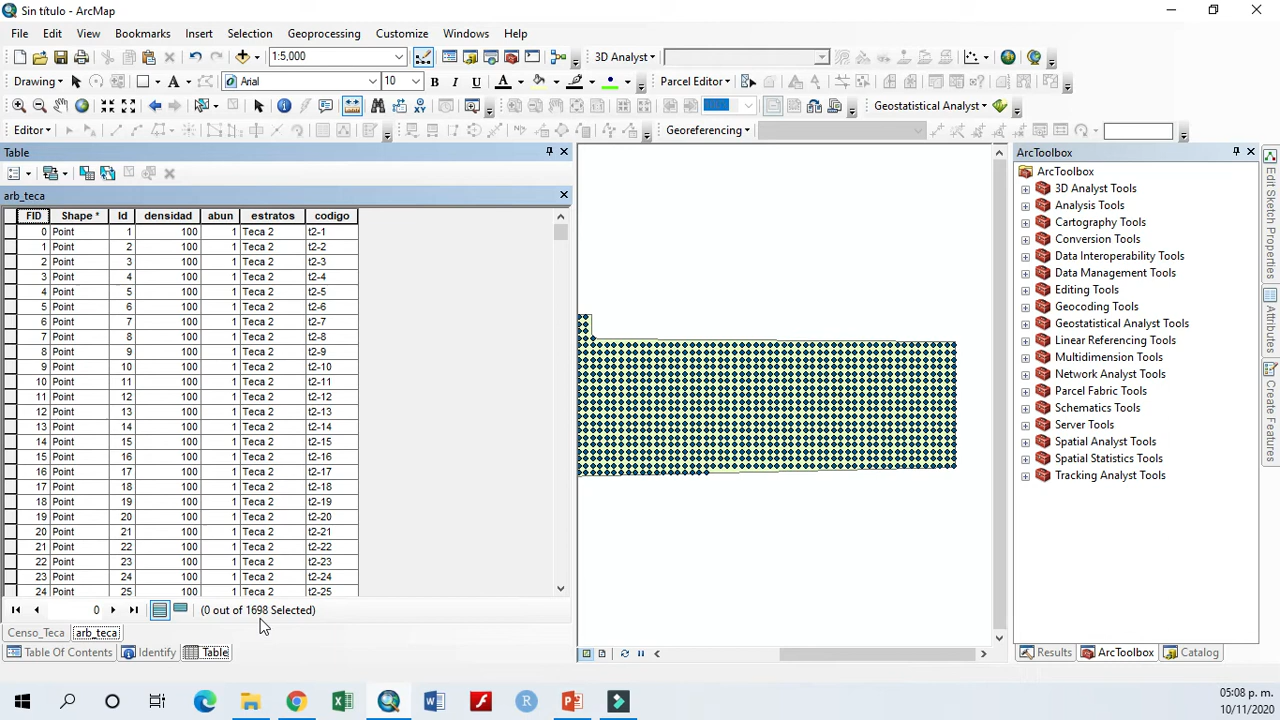 Sin título - ArcMap
File Edit View Bookmarks Insert Selection Geoprocessing Customize Windows Help
1:5,000 3D Analyst
Drawing A Arial 10 B I U A Parcel Editor
Geostatistical Analyst
Editor Georeferencing
Table
arb_teca
FID Shape * Id densidad abun estratos codigo
0 Point 1 100 1 Teca 2 t2-1
1 Point 2 100 1 Teca 2 t2-2
2 Point 3 100 1 Teca 2 t2-3
3 Point 4 100 1 Teca 2 t2-4
4 Point 5 100 1 Teca 2 t2-5
5 Point 6 100 1 Teca 2 t2-6
6 Point 7 100 1 Teca 2 t2-7
7 Point 8 100 1 Teca 2 t2-8
8 Point 9 100 1 Teca 2 t2-9
9 Point 10 100 1 Teca 2 t2-10
10 Point 11 100 1 Teca 2 t2-11
11 Point 12 100 1 Teca 2 t2-12
12 Point 13 100 1 Teca 2 t2-13
13 Point 14 100 1 Teca 2 t2-14
14 Point 15 100 1 Teca 2 t2-15
15 Point 16 100 1 Teca 2 t2-16
16 Point 17 100 1 Teca 2 t2-17
17 Point 18 100 1 Teca 2 t2-18
18 Point 19 100 1 Teca 2 t2-19
19 Point 20 100 1 Teca 2 t2-20
20 Point 21 100 1 Teca 2 t2-21
21 Point 22 100 1 Teca 2 t2-22
22 Point 23 100 1 Teca 2 t2-23
23 Point 24 100 1 Teca 2 t2-24
24 Point 25 100 1 Teca 2 t2-25
0 (0 out of 1698 Selected)
Censo_Teca arb_teca
Table Of Contents Identify Table
ArcToolbox
ArcToolbox
3D Analyst Tools
Analysis Tools
Cartography Tools
Conversion Tools
Data Interoperability Tools
Data Management Tools
Editing Tools
Geocoding Tools
Geostatistical Analyst Tools
Linear Referencing Tools
Multidimension Tools
Network Analyst Tools
Parcel Fabric Tools
Schematics Tools
Server Tools
Spatial Analyst Tools
Spatial Statistics Tools
Tracking Analyst Tools
Results ArcToolbox Catalog
Edit Sketch Properties
Attributes
Create Features
05:08 p. m.
10/11/2020